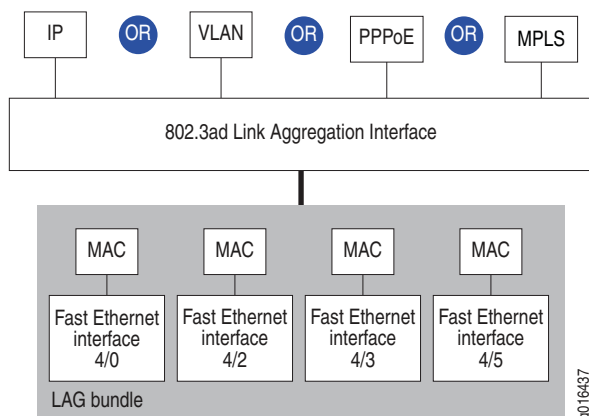 IP OR VLAN OR PPPoE OR MPLS
802.3ad Link Aggregation Interface
MAC MAC MAC MAC
Fast Ethernet interface 4/0
Fast Ethernet interface 4/2
Fast Ethernet interface 4/3
Fast Ethernet interface 4/5
LAG bundle